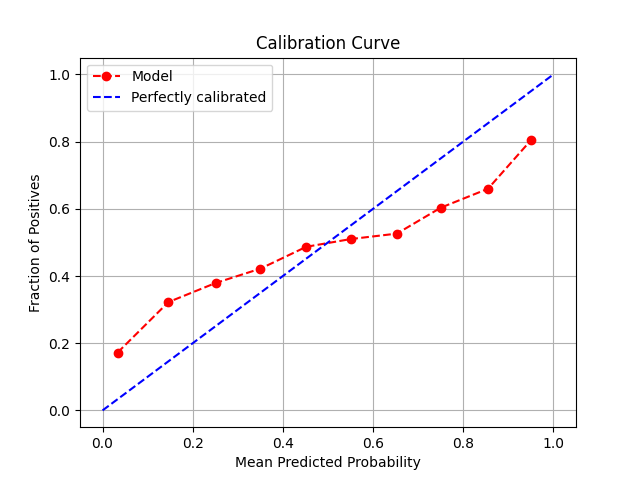 Calibration Curve
Model
Perfectly calibrated
1.0
0.8
0.6
0.4
0.2
0.0
Fraction of Positives
0.0 0.2 0.4 0.6 0.8 1.0
Mean Predicted Probability